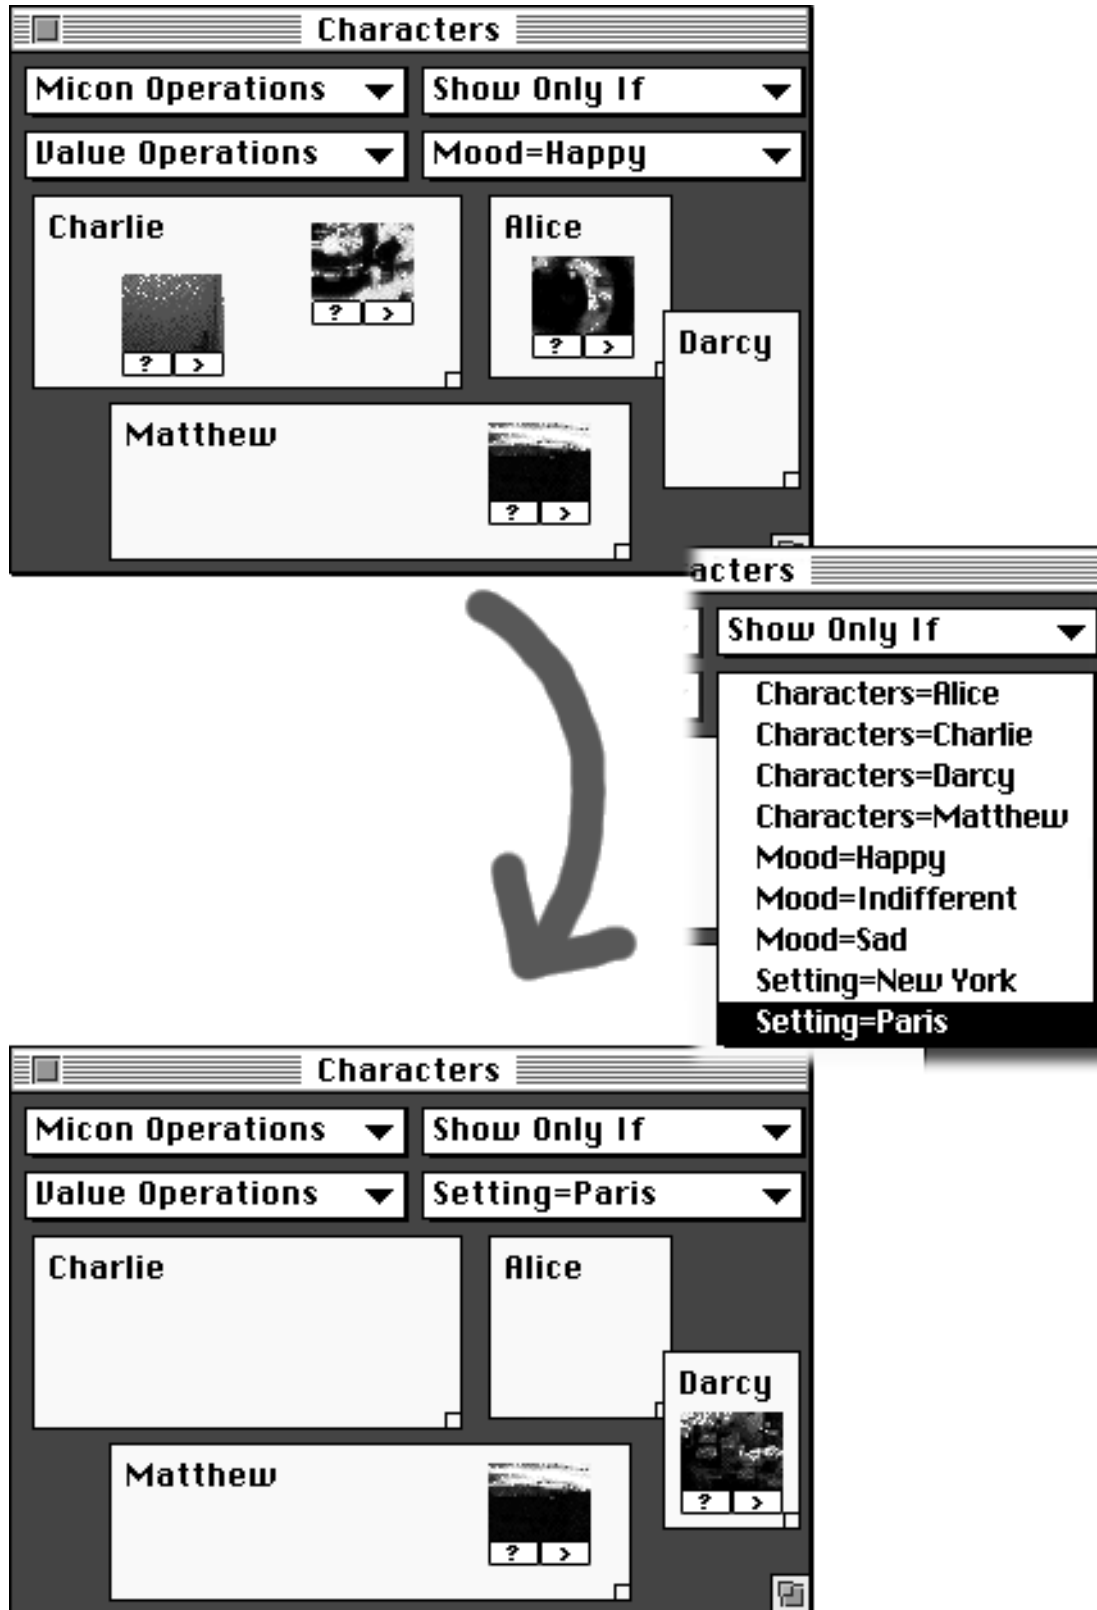 Characters
Micon Operations Show Only If
Value Operations Mood=Happy
Charlie
Alice
? >
? >
? >
Darcy
Matthew
? >
acters
Show Only If
Characters=Alice
Characters=Charlie
Characters=Darcy
Characters=Matthew
Mood=Happy
Mood=Indifferent
Mood=Sad
Setting=New York
Setting=Paris
Characters
Micon Operations Show Only If
Value Operations Setting=Paris
Charlie
Alice
Darcy
? >
Matthew
? >